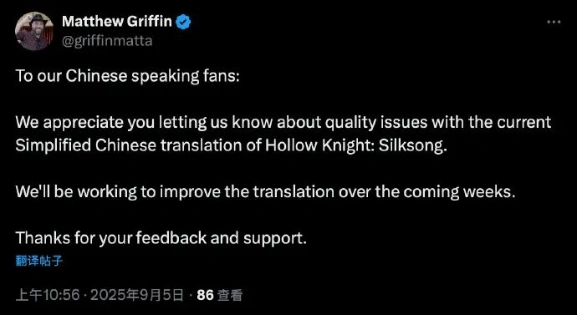 Matthew Griffin
@griffinmatta
To our Chinese speaking fans:
We appreciate you letting us know about quality issues with the current
Simplified Chinese translation of Hollow Knight: Silksong.
We'll be working to improve the translation over the coming weeks.
Thanks for your feedback and support.
翻译帖子
上午10:56 · 2025年9月5日 · 86 查看